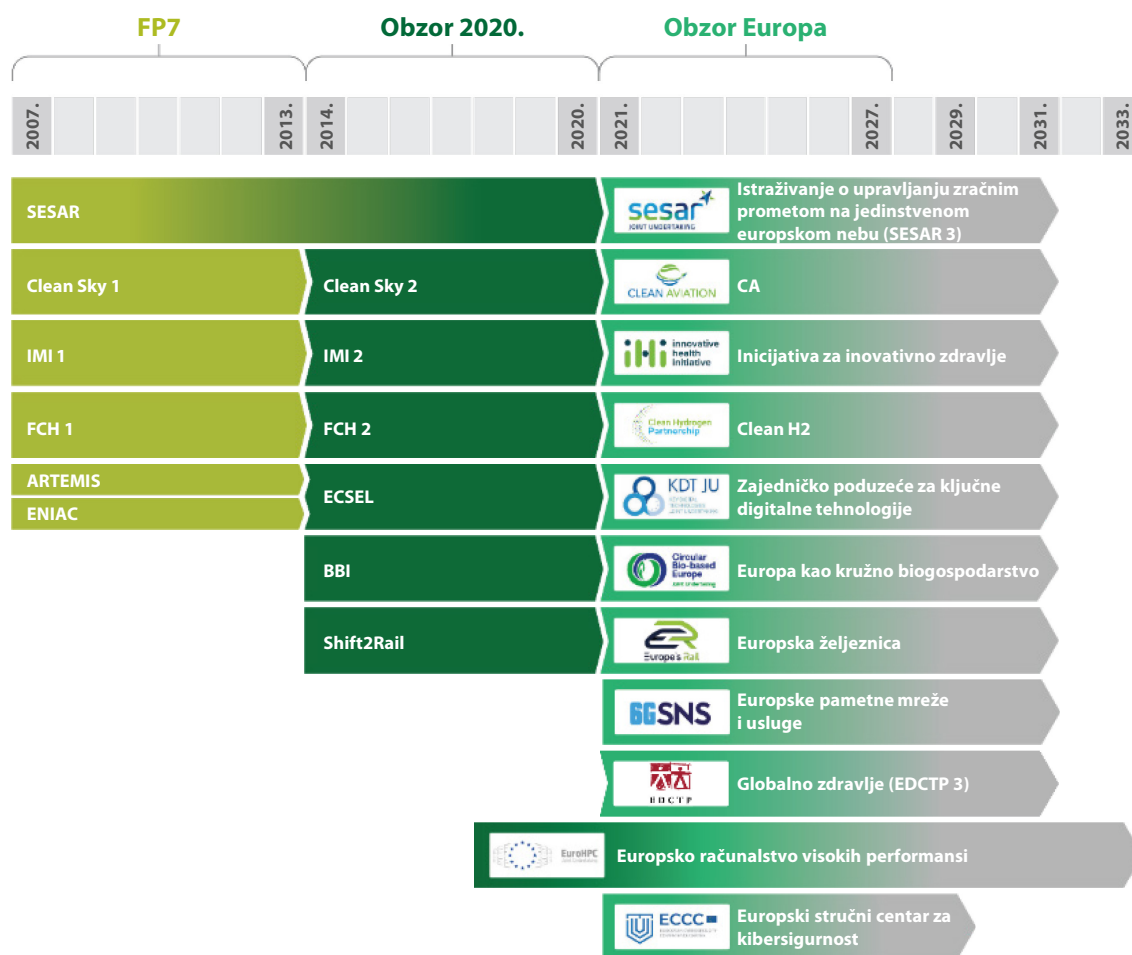 FP7
Obzor 2020.
Obzor Europa
2007.
2013.
2014.
2020.
2021.
2027.
2029.
2031.
2033.
SESAR
sesar
JOINT UNDERTAKING
Istraživanje o upravljanju zračnim
prometom na jedinstvenom
europskom nebu (SESAR 3)
Clean Sky 1
Clean Sky 2
CLEAN AVIATION
CA
IMI 1
IMI 2
iHi innovative
health
initiative
Inicijativa za inovativno zdravlje
FCH 1
FCH 2
Clean Hydrogen
Partnership
Clean H2
ARTEMIS
ENIAC
ECSEL
KDT JU
Zajedničko poduzeće za ključne
digitalne tehnologije
BBI
Circular
Bio-based
Europe
Joint Undertaking
Europa kao kružno biogospodarstvo
Shift2Rail
ER
Europe's Rail
Europska željeznica
6GSNS
Europske pametne mreže
i usluge
EDCTP
Globalno zdravlje (EDCTP 3)
EuroHPC
Europsko računalstvo visokih performansi
ECCC
Europski stručni centar za
kibersigurnost